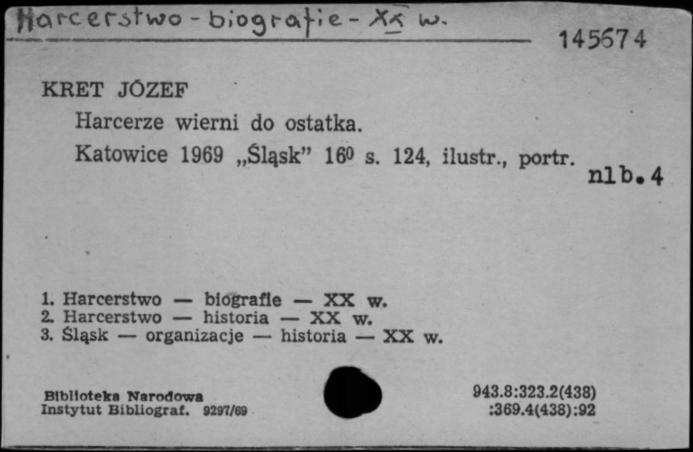 Harcerstwo - biografie - XX w.
145674
KRET JÓZEF
Harcerze wierni do ostatka.
Katowice 1969 „Śląsk” 16º s. 124, ilustr., portr.
nlb. 4
1. Harcerstwo — biografie — XX w.
2. Harcerstwo — historia — XX w.
3. Śląsk — organizacje — historia — XX w.
Biblioteka Narodowa
Instytut Bibliograf. 9297/69
943.8:323.2(438)
:369.4(438):92